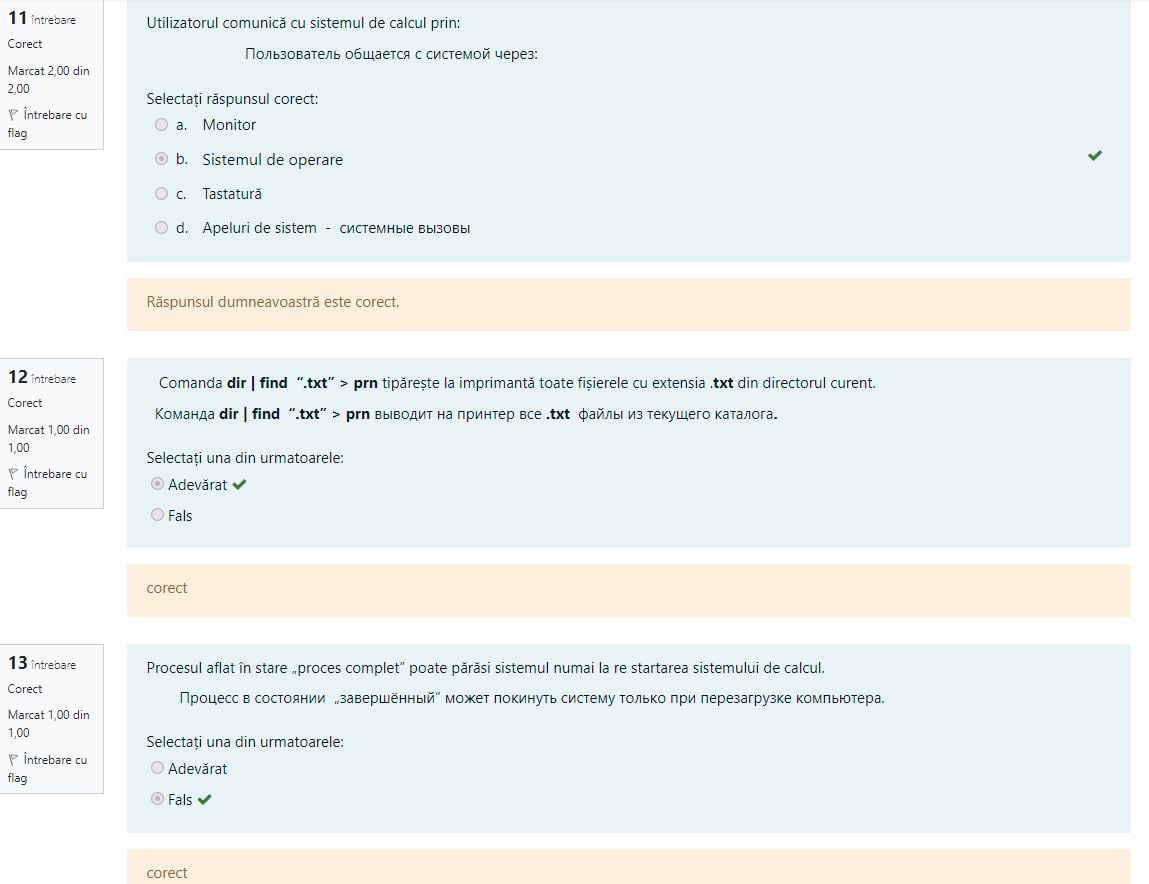 11 întrebare
Corect
Marcat 2,00 din
2,00
Întrebare cu
flag
Utilizatorul comunică cu sistemul de calcul prin:
Пользователь общается с системой через:
Selectați răspunsul corect:
a. Monitor
b. Sistemul de operare
c. Tastatură
d. Apeluri de sistem - системные вызовы
Răspunsul dumneavoastră este corect.
12 întrebare
Corect
Marcat 1,00 din
1,00
Întrebare cu
flag
Comanda dir | find “.txt” > prn tipărește la imprimantă toate fișierele cu extensia .txt din directorul curent.
Команда dir | find “.txt” > prn выводит на принтер все .txt файлы из текущего каталога.
Selectați una din urmatoarele:
Adevărat
Fals
corect
13 întrebare
Corect
Marcat 1,00 din
1,00
Întrebare cu
flag
Procesul aflat în stare „proces complet” poate părăsi sistemul numai la re startarea sistemului de calcul.
Процесс в состоянии „завершённый” может покинуть систему только при перезагрузке компьютера.
Selectați una din urmatoarele:
Adevărat
Fals
corect